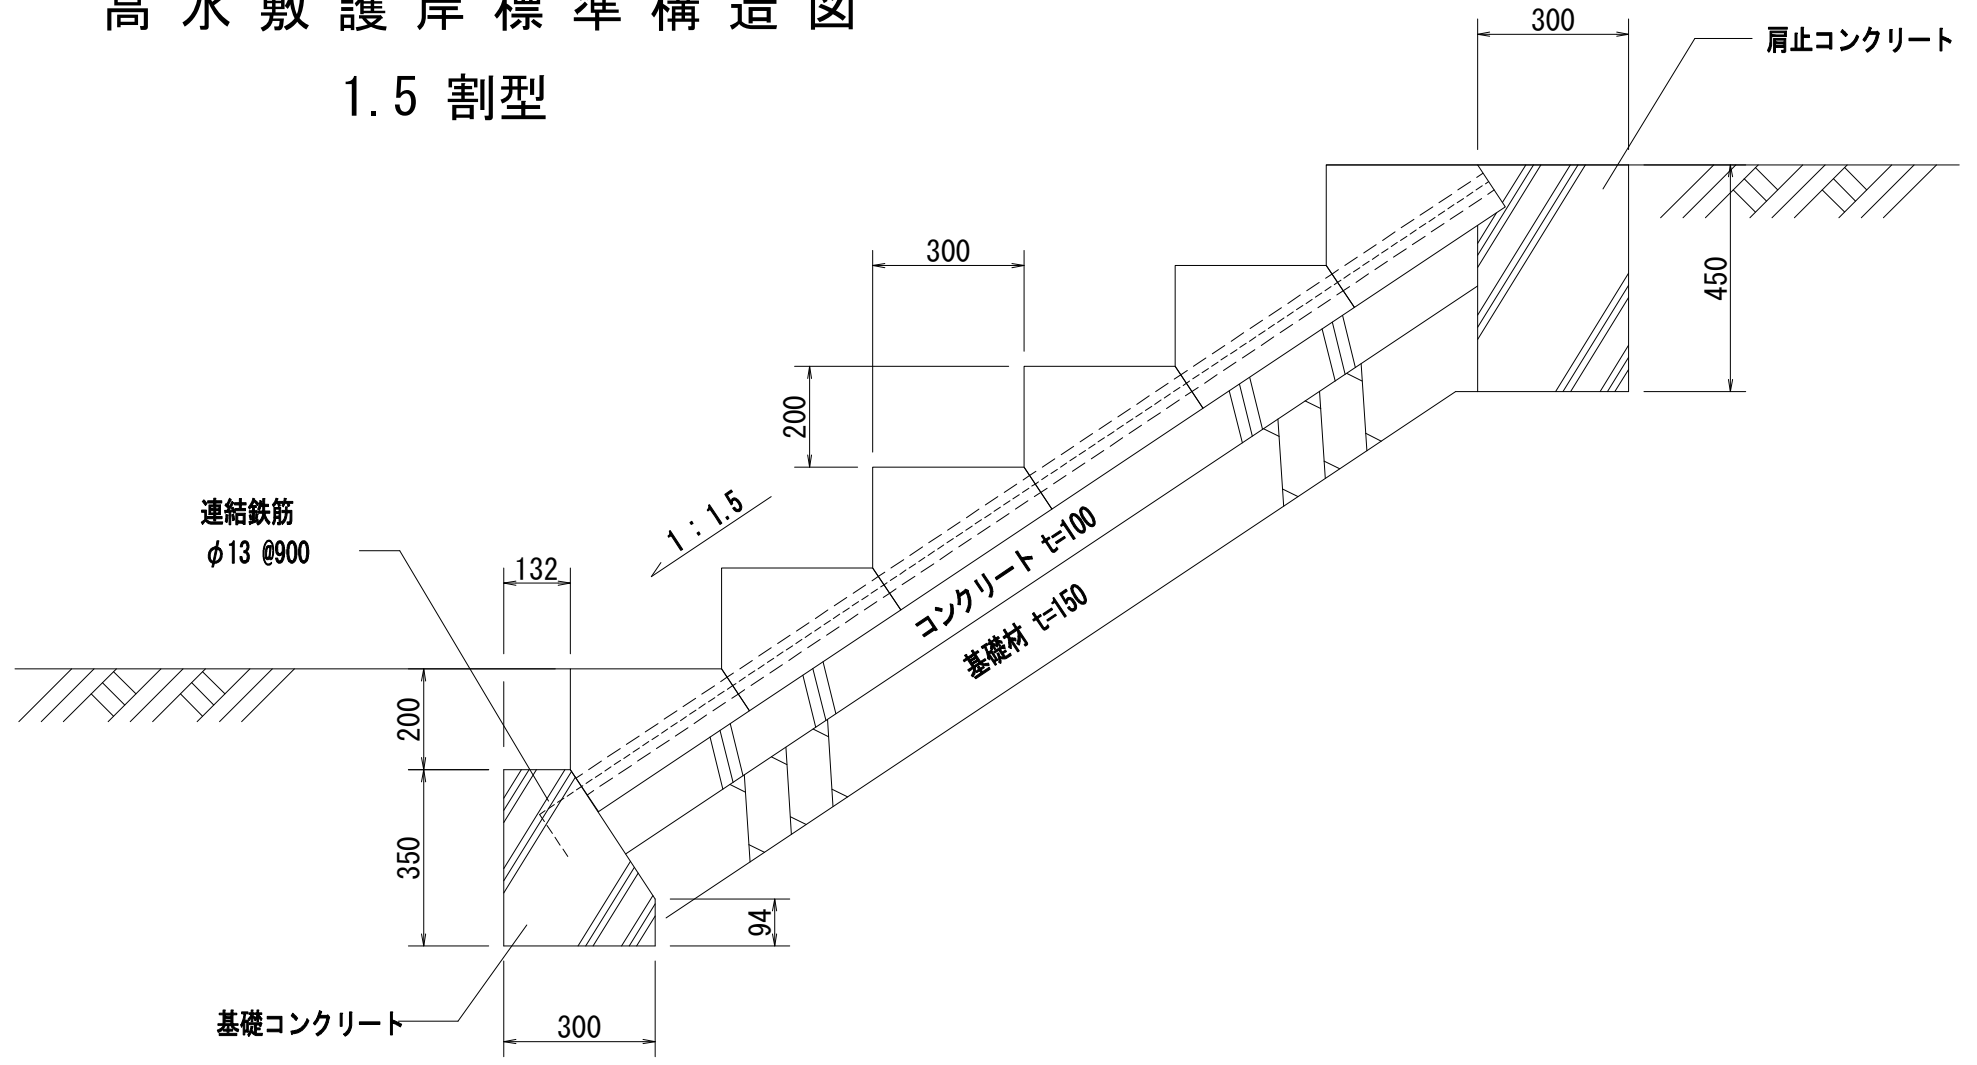 高水敷護岸標準構造図
1.5 割型
300
肩止コンクリート
300
450
200
1 : 1.5
連結鉄筋
φ13 @900
132
コンクリート t=100
基礎材 t=150
200
350
94
基礎コンクリート
300